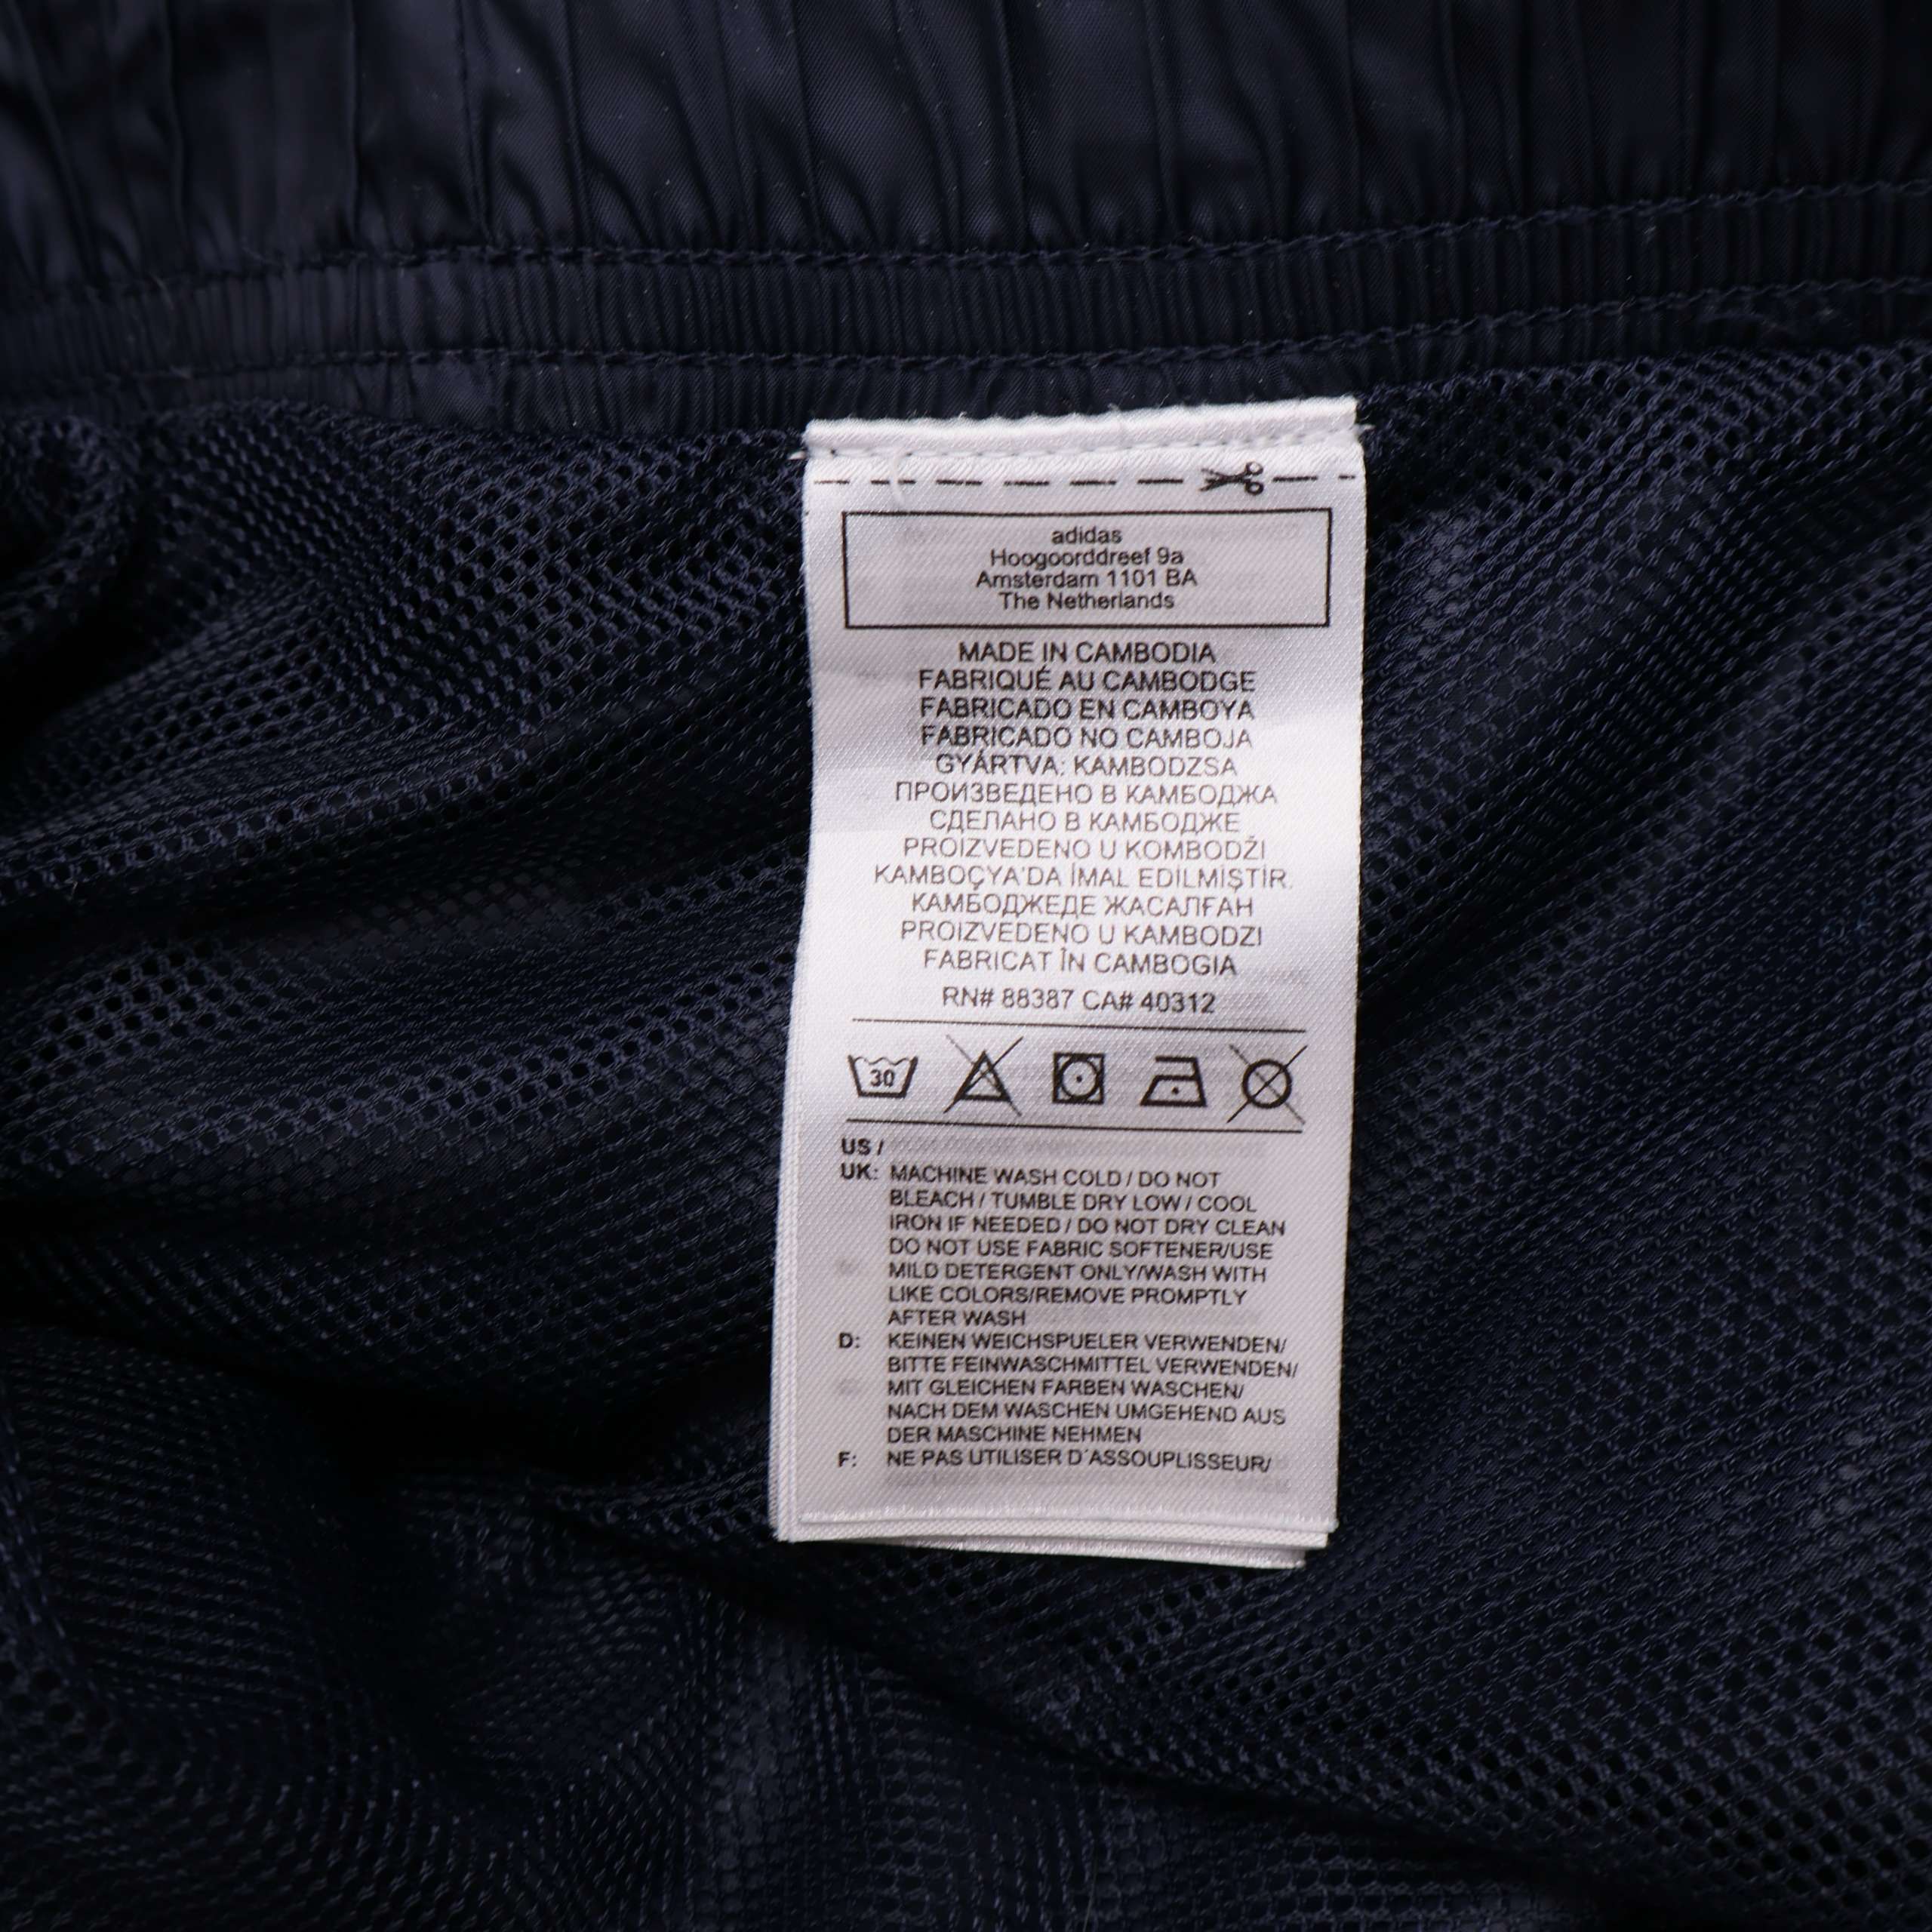 adidas
Hoogoorddreef 9a
Amsterdam 1101 BA
The Netherlands
MADE IN CAMBODIA
FABRIQUÉ AU CAMBODGE
FABRICADO EN CAMBOYA
FABRICADO NO CAMBOJA
GYÁRTVA: KAMBODZSA
ПРОИЗВЕДЕНО В КАМБОДЖА
СДЕЛАНО В КАМБОДЖЕ
PROIZVEDENO U KOMBODŽI
KAMBOÇYA'DA İMAL EDILMIŞTİR.
КАМБОДЖЕДЕ ЖАСАЛҒАН
PROIZVEDENO U KAMBODZI
FABRICAT ÎN CAMBOGIA
RN# 88387 CA# 40312
30
US /
UK: MACHINE WASH COLD / DO NOT
BLEACH / TUMBLE DRY LOW / COOL
IRON IF NEEDED / DO NOT DRY CLEAN
DO NOT USE FABRIC SOFTENER/USE
MILD DETERGENT ONLY/WASH WITH
LIKE COLORS/REMOVE PROMPTLY
AFTER WASH
D: KEINEN WEICHSPUELER VERWENDEN/
BITTE FEINWASCHMITTEL VERWENDEN/
MIT GLEICHEN FARBEN WASCHEN/
NACH DEM WASCHEN UMGEHEND AUS
DER MASCHINE NEHMEN
F: NE PAS UTILISER D´ASSOUPLISSEUR/